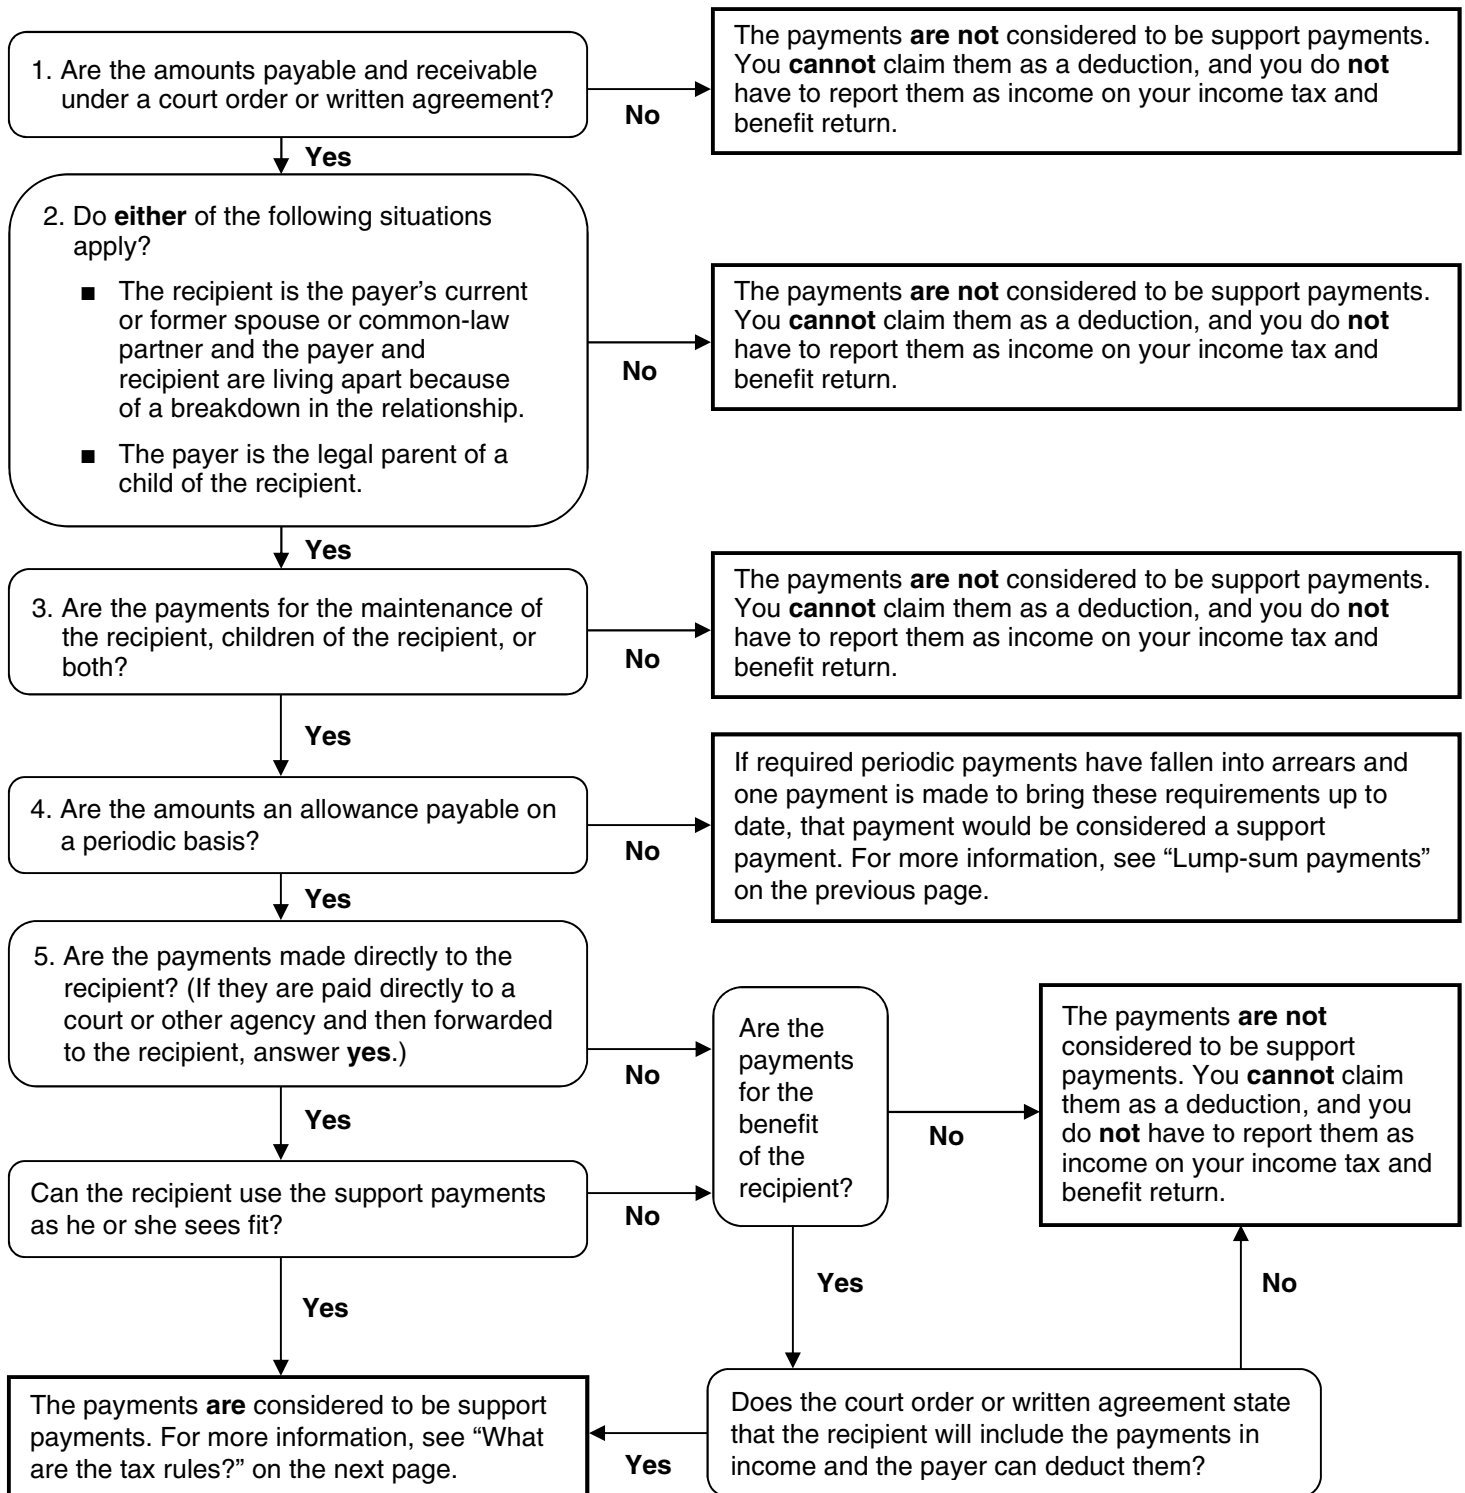 1. Are the amounts payable and receivable
under a court order or written agreement?
No
The payments are not considered to be support payments.
You cannot claim them as a deduction, and you do not
have to report them as income on your income tax and
benefit return.
Yes
2. Do either of the following situations
apply?
■ The recipient is the payer's current
or former spouse or common-law
partner and the payer and
recipient are living apart because
of a breakdown in the relationship.
■ The payer is the legal parent of a
child of the recipient.
No
The payments are not considered to be support payments.
You cannot claim them as a deduction, and you do not
have to report them as income on your income tax and
benefit return.
Yes
3. Are the payments for the maintenance of
the recipient, children of the recipient, or
both?
No
The payments are not considered to be support payments.
You cannot claim them as a deduction, and you do not
have to report them as income on your income tax and
benefit return.
Yes
4. Are the amounts an allowance payable on
a periodic basis?
No
If required periodic payments have fallen into arrears and
one payment is made to bring these requirements up to
date, that payment would be considered a support
payment. For more information, see “Lump-sum payments”
on the previous page.
Yes
5. Are the payments made directly to the
recipient? (If they are paid directly to a
court or other agency and then forwarded
to the recipient, answer yes.)
No
Are the
payments
for the
benefit
of the
recipient?
No
The payments are not
considered to be support
payments. You cannot claim
them as a deduction, and you
do not have to report them as
income on your income tax and
benefit return.
Yes
Can the recipient use the support payments
as he or she sees fit?
No
Yes
No
Yes
The payments are considered to be support
payments. For more information, see “What
are the tax rules?” on the next page.
Yes
Does the court order or written agreement state
that the recipient will include the payments in
income and the payer can deduct them?